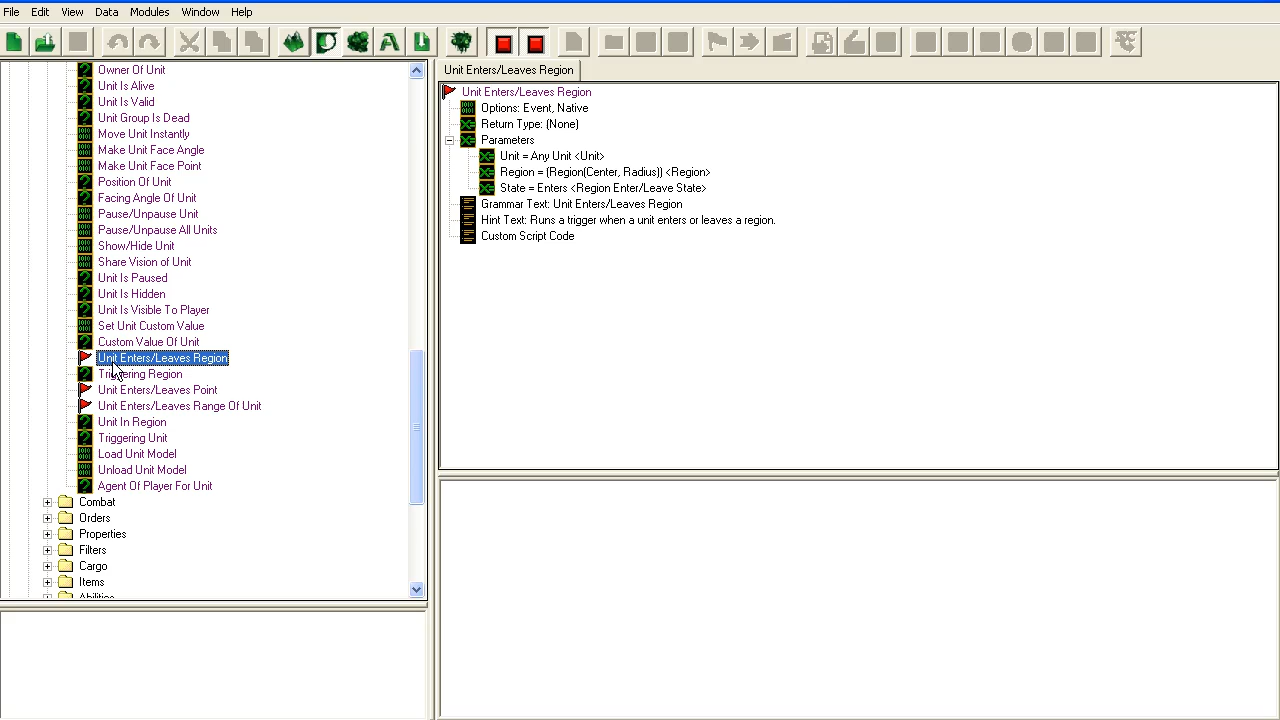 File Edit View Data Modules Window Help
Owner Of Unit
Unit Is Alive
Unit Is Valid
Unit Group Is Dead
Move Unit Instantly
Make Unit Face Angle
Make Unit Face Point
Position Of Unit
Facing Angle Of Unit
Pause/Unpause Unit
Pause/Unpause All Units
Show/Hide Unit
Share Vision of Unit
Unit Is Paused
Unit Is Hidden
Unit Is Visible To Player
Set Unit Custom Value
Custom Value Of Unit
Unit Enters/Leaves Region
Triggering Region
Unit Enters/Leaves Point
Unit Enters/Leaves Range Of Unit
Unit In Region
Triggering Unit
Load Unit Model
Unload Unit Model
Agent Of Player For Unit
Combat
Orders
Properties
Filters
Cargo
Items
Abilities
Unit Enters/Leaves Region
Unit Enters/Leaves Region
Options: Event, Native
Return Type: (None)
Parameters
Unit = Any Unit <Unit>
Region = (Region(Center, Radius)) <Region>
State = Enters <Region Enter/Leave State>
Grammar Text: Unit Enters/Leaves Region
Hint Text: Runs a trigger when a unit enters or leaves a region.
Custom Script Code